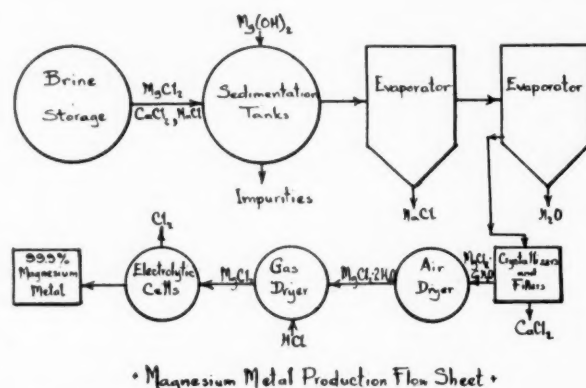 Brine
Storage
MgCl₂
CaCl₂, NaCl
Mg(OH)₂
Sedimentation
Tanks
Impurities
Evaporator
NaCl
Evaporator
H₂O
Crystallizers
and
Filters
CaCl₂
MgCl₂·
Air
Dryer
MgCl₂·2H₂O
Gas
Dryer
HCl
MgCl₂
Electrolytic
Cells
Cl₂
99.9%
Magnesium
Metal
• Magnesium Metal Production Flow Sheet •